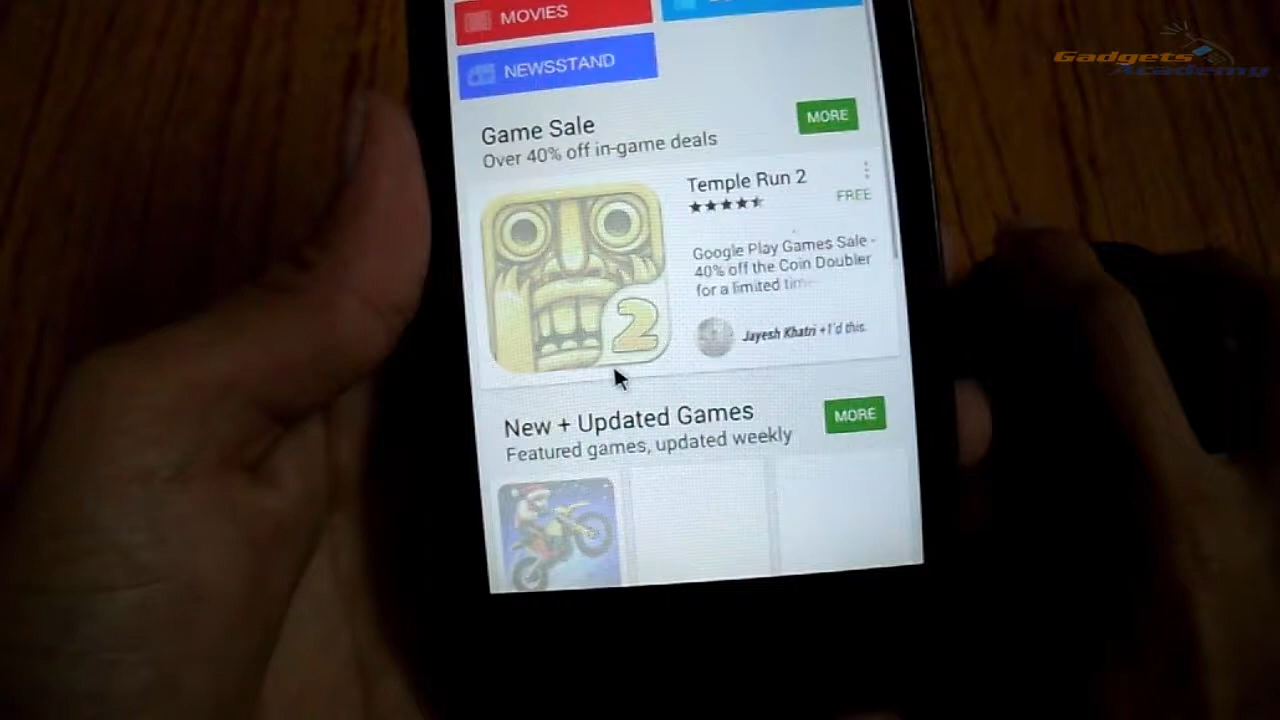 Gadgets
Academy
MOVIES
NEWSSTAND
Game Sale
Over 40% off in-game deals
MORE
Temple Run 2
FREE
Google Play Games Sale -
40% off the Coin Doubler
for a limited time
Jayesh Khatri +1'd this.
2
New + Updated Games
Featured games, updated weekly
MORE